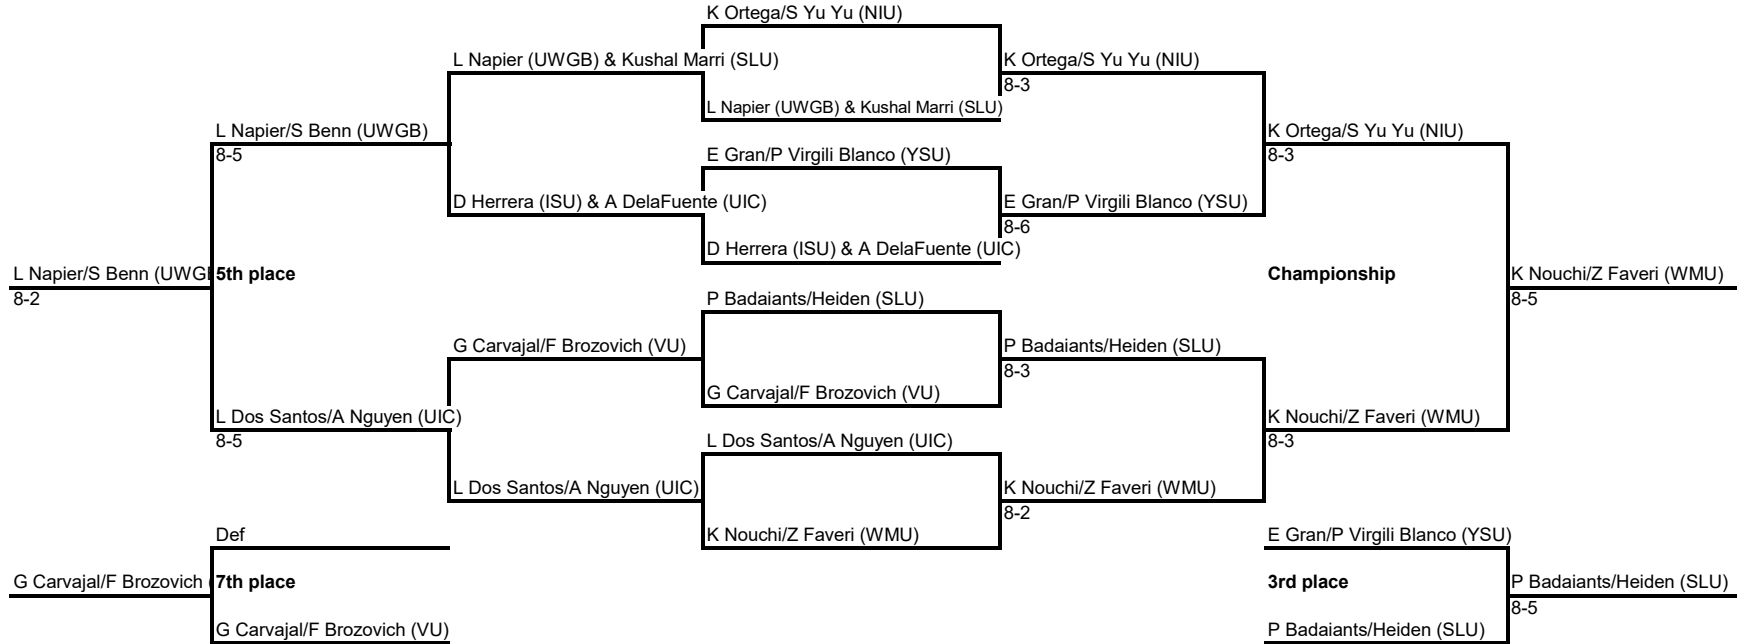 K Ortega/S Yu Yu (NIU)
L Napier (UWGB) & Kushal Marri (SLU)
K Ortega/S Yu Yu (NIU)
8-3
L Napier (UWGB) & Kushal Marri (SLU)
L Napier/S Benn (UWGB)
K Ortega/S Yu Yu (NIU)
8-5
E Gran/P Virgili Blanco (YSU)
8-3
D Herrera (ISU) & A DelaFuente (UIC)
E Gran/P Virgili Blanco (YSU)
8-6
D Herrera (ISU) & A DelaFuente (UIC)
L Napier/S Benn (UWG
5th place
Championship
K Nouchi/Z Faveri (WMU)
8-2
P Badaiants/Heiden (SLU)
8-5
G Carvajal/F Brozovich (VU)
P Badaiants/Heiden (SLU)
8-3
G Carvajal/F Brozovich (VU)
L Dos Santos/A Nguyen (UIC)
K Nouchi/Z Faveri (WMU)
8-5
L Dos Santos/A Nguyen (UIC)
8-3
L Dos Santos/A Nguyen (UIC)
K Nouchi/Z Faveri (WMU)
8-2
Def
K Nouchi/Z Faveri (WMU)
E Gran/P Virgili Blanco (YSU)
G Carvajal/F Brozovich
7th place
3rd place
P Badaiants/Heiden (SLU)
8-5
G Carvajal/F Brozovich (VU)
P Badaiants/Heiden (SLU)